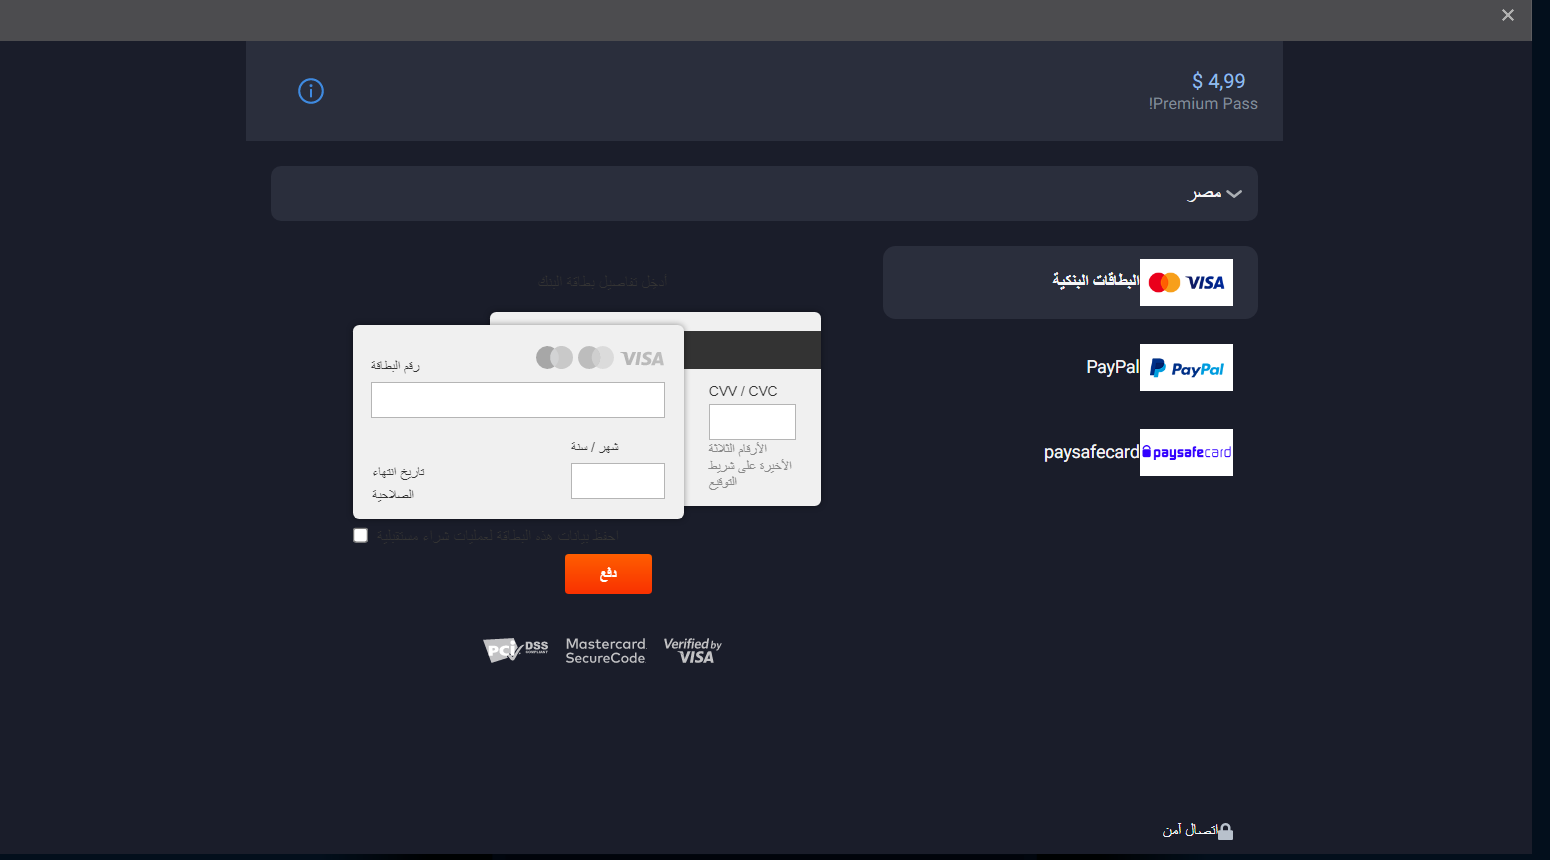 $ 4,99
!Premium Pass
مصر
البطاقات البنكية
VISA
PayPal
PayPal
paysafecard
paysafecard
أدخل تفاصيل بطاقة البنك
VISA
رقم البطاقة
شهر / سنة
تاريخ انتهاء
الصلاحية
CVV / CVC
الأرقام الثلاثة
الأخيرة على شريط
التوقيع
احفظ بيانات هذه البطاقة لعمليات شراء مستقبلية
دفع
PCI DSS
COMPLIANT
Mastercard
SecureCode
Verified by
VISA
اتصال آمن